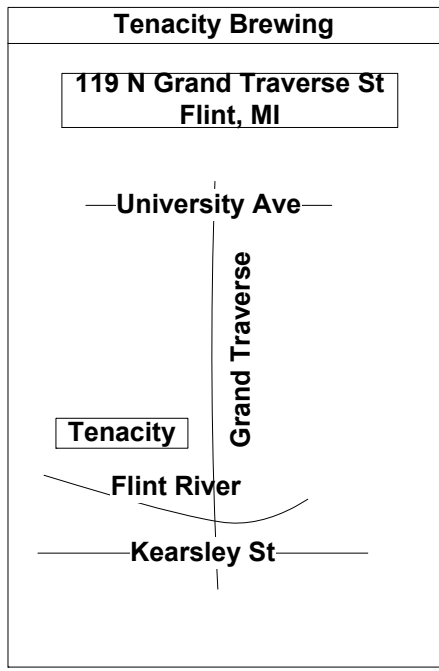 Tenacity Brewing
119 N Grand Traverse St
Flint, MI
University Ave
Grand Traverse
Tenacity
Flint River
Kearsley St